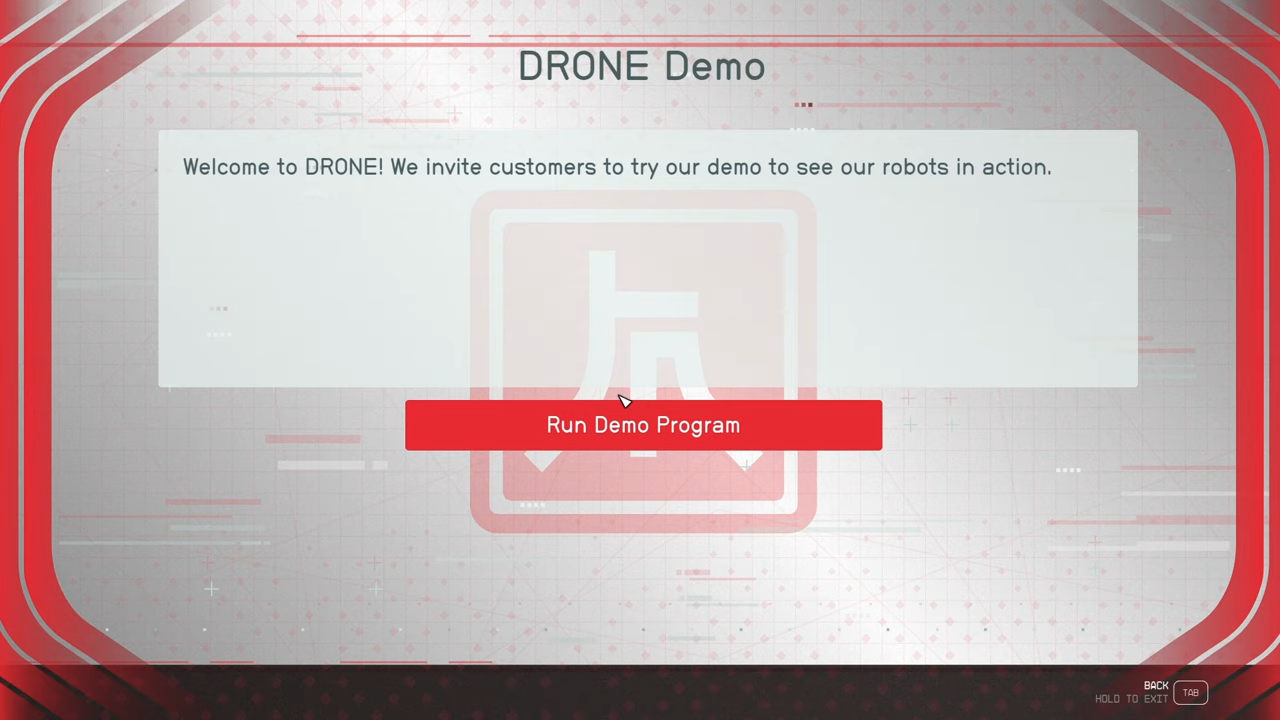 DRONE Demo
Welcome to DRONE! We invite customers to try our demo to see our robots in action.
Run Demo Program
BACK
HOLD TO EXIT
TAB